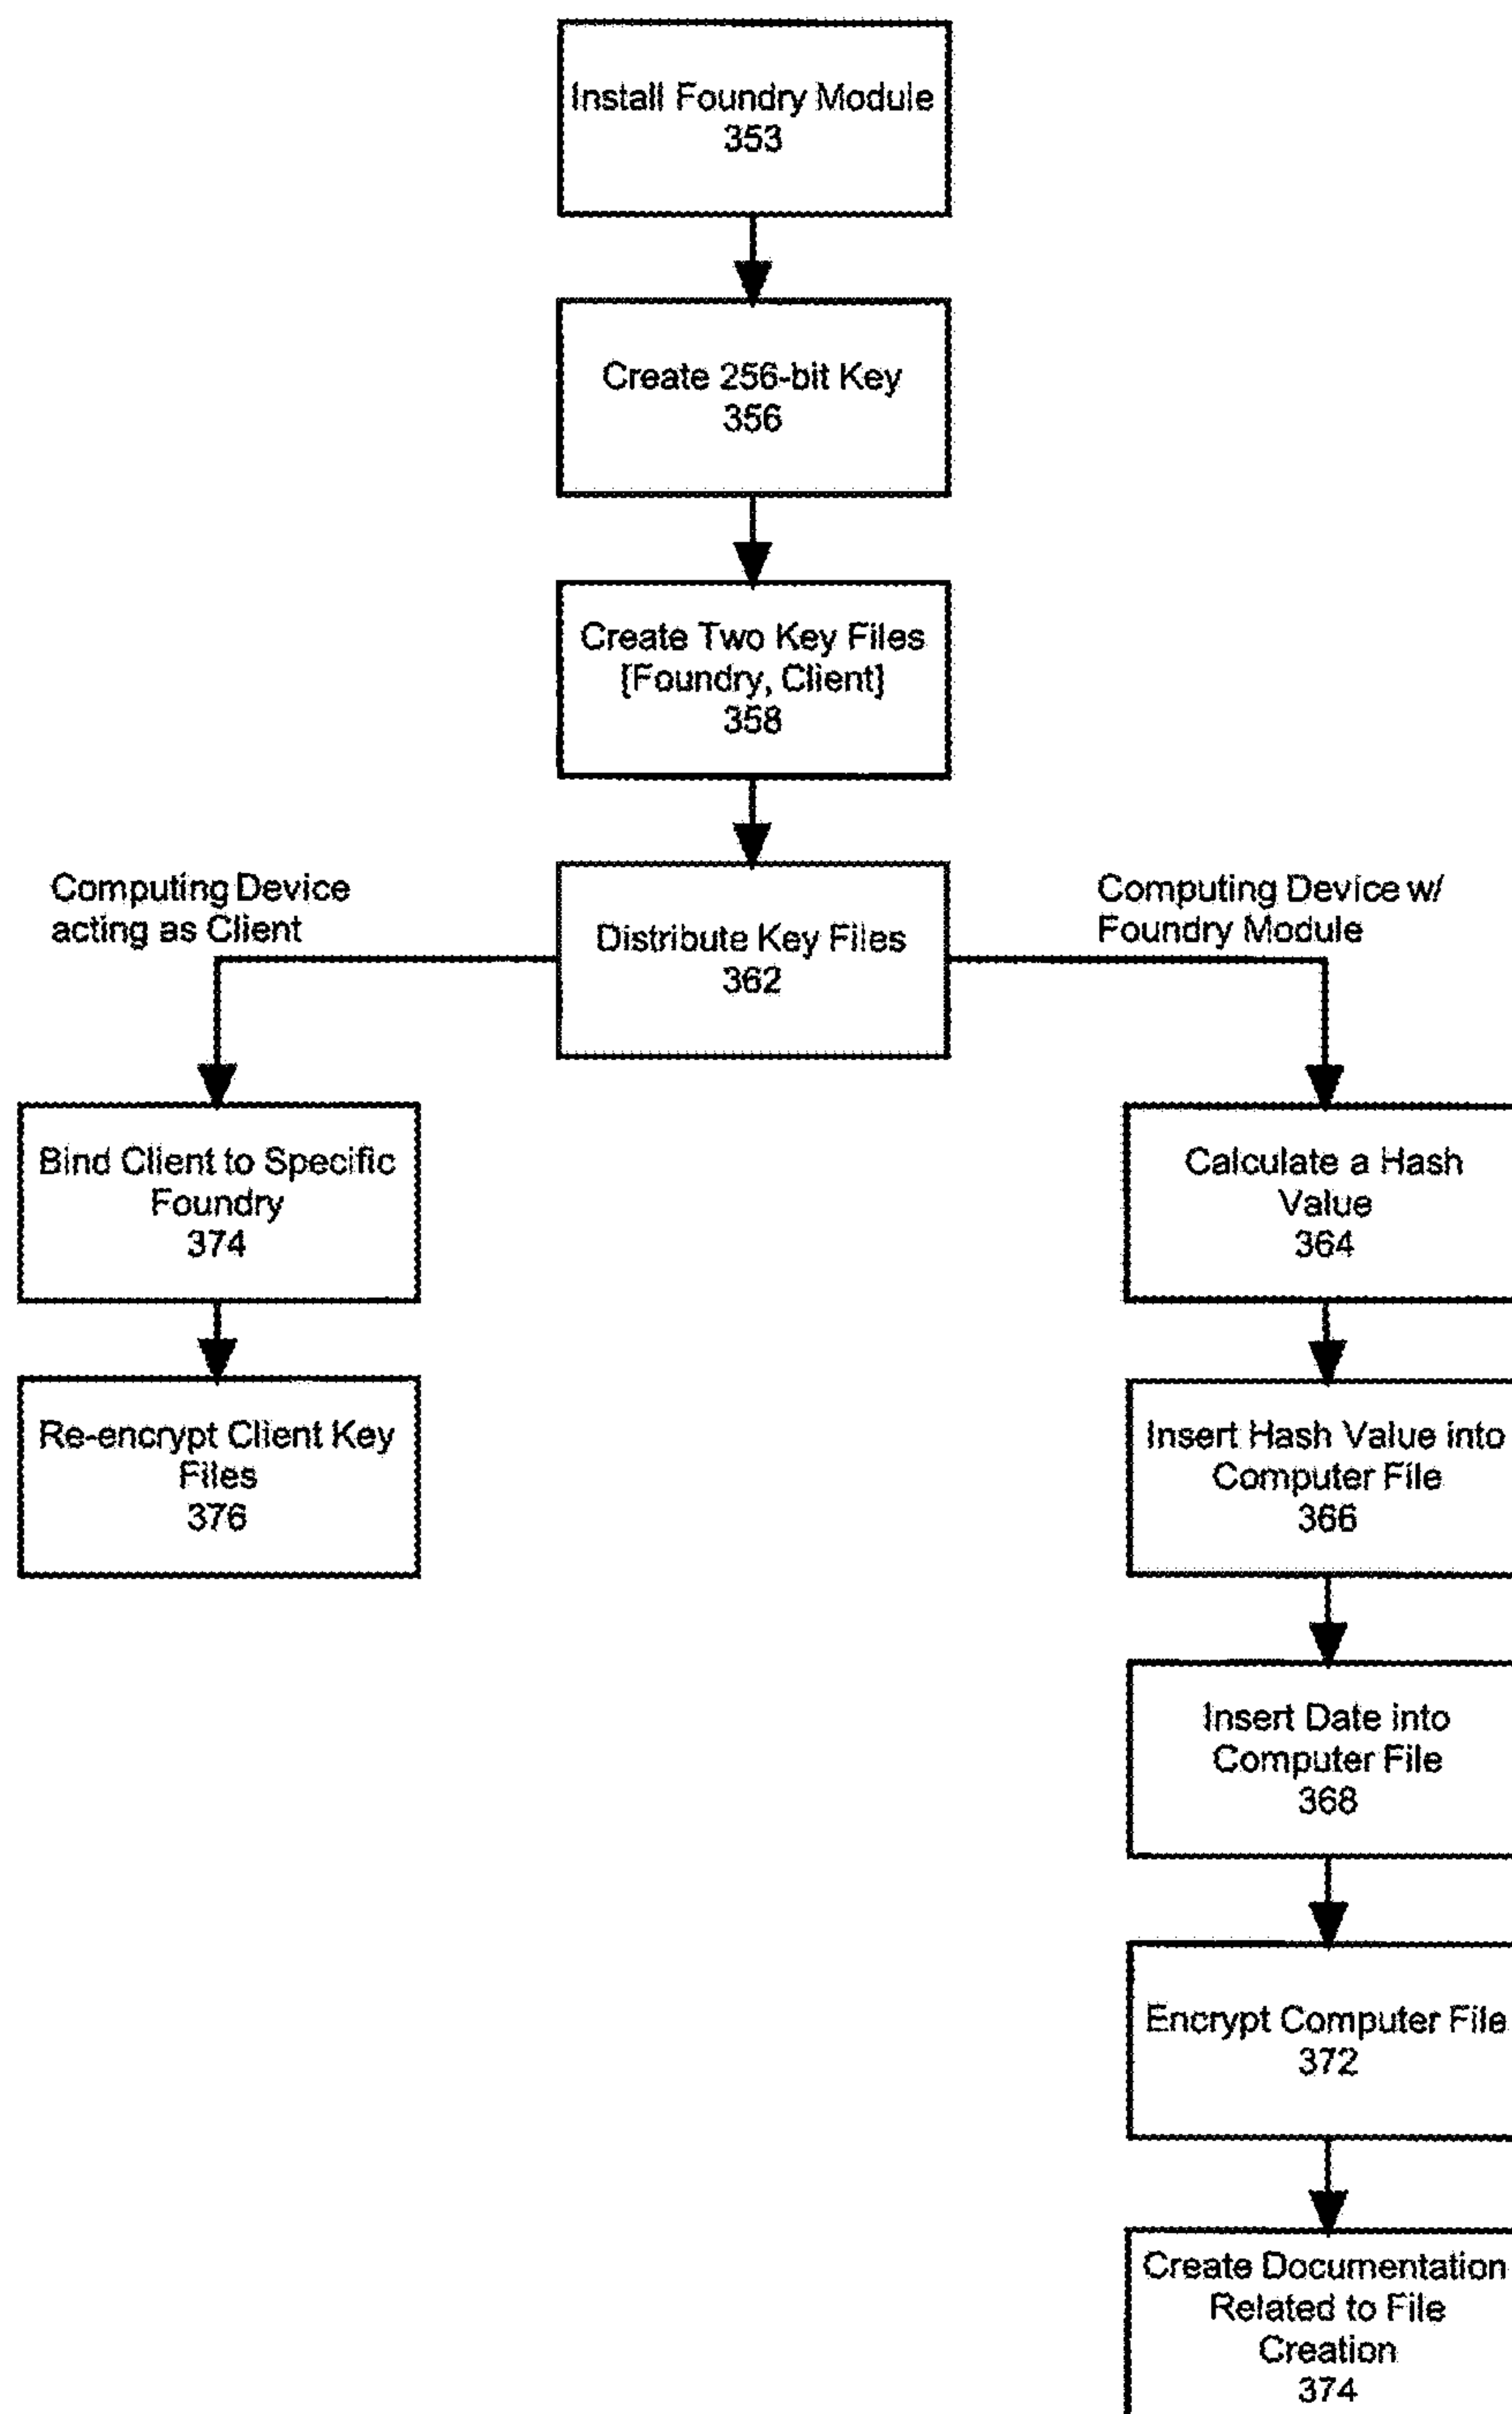 Install Foundry Module
353
Create 256-bit Key
356
Create Two Key Files
[Foundry, Client]
358
Computing Device
acting as Client
Distribute Key Files
362
Computing Device w/
Foundry Module
Bind Client to Specific
Foundry
374
Re-encrypt Client Key
Files
376
Calculate a Hash
Value
364
Insert Hash Value into
Computer File
366
Insert Date into
Computer File
368
Encrypt Computer File
372
Create Documentation
Related to File
Creation
374